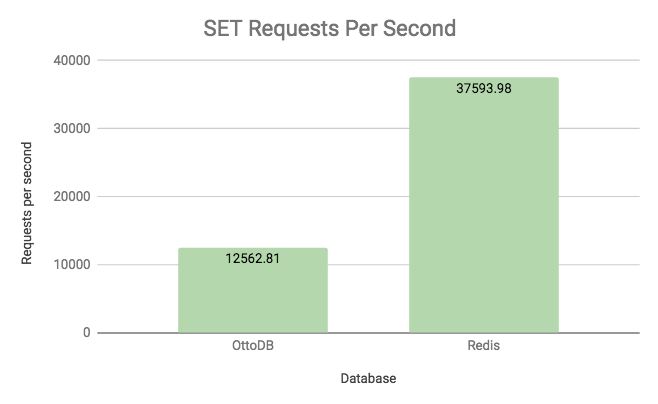 SET Requests Per Second
Requests per second
40000
30000
20000
10000
0
12562.81
37593.98
OttoDB
Redis
Database